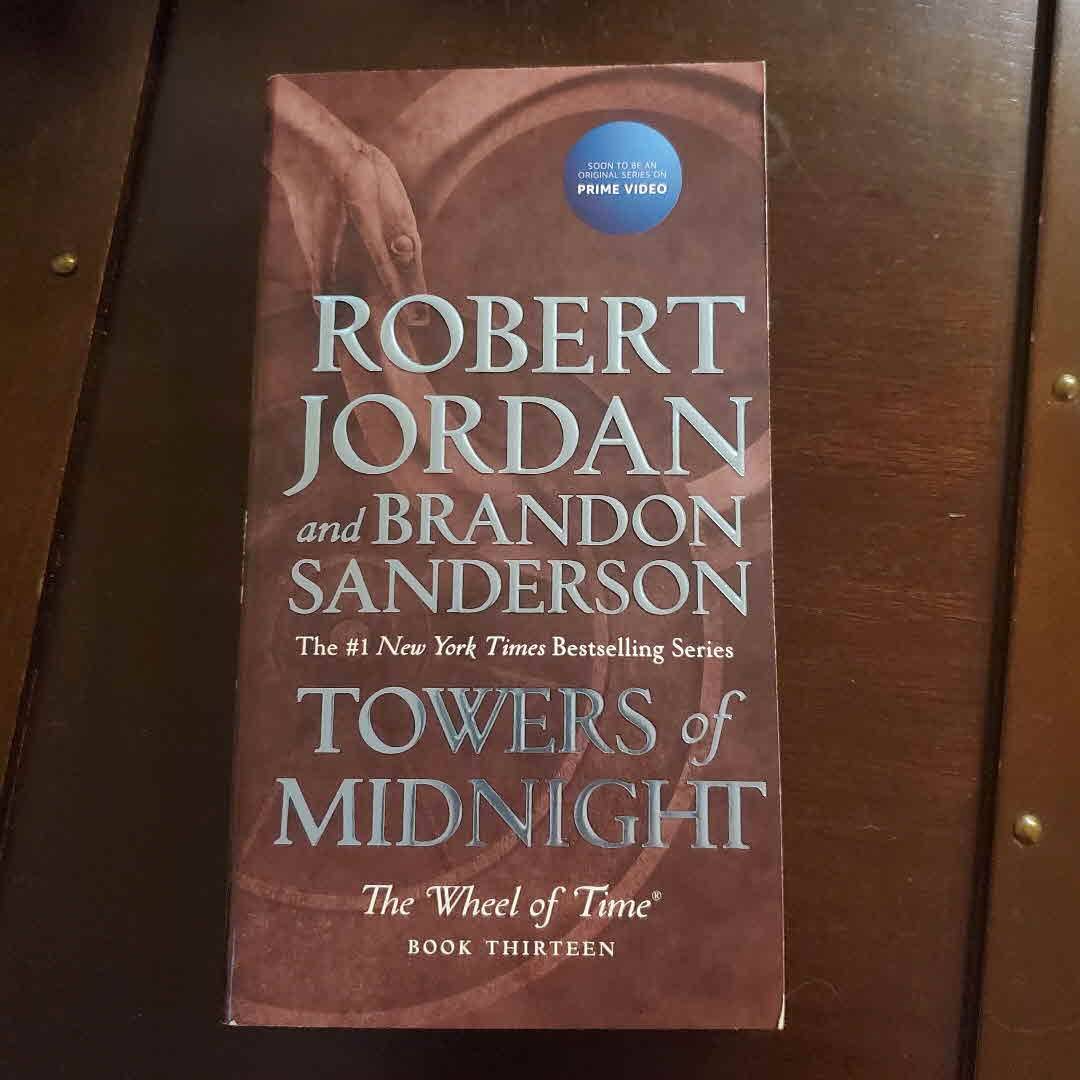 SOON TO BE AN
ORIGINAL SERIES ON
PRIME VIDEO
ROBERT
JORDAN
and BRANDON
SANDERSON
The #1 New York Times Bestselling Series
TOWERS of
MIDNIGHT
The Wheel of Time®
BOOK THIRTEEN